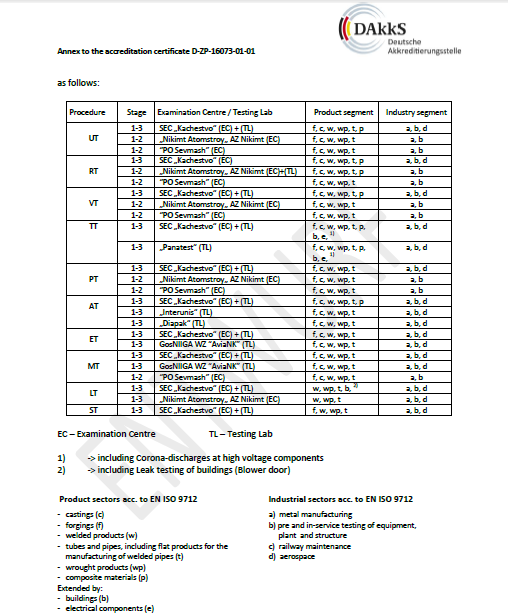 DAkkS
Deutsche
Akkreditierungsstelle
Annex to the accreditation certificate D-ZP-16073-01-01
as follows:
Procedure Stage Examination Centre / Testing Lab Product segment Industry segment
UT 1-3 SEC „Kachestvo“ (EC) + (TL) f, c, w, wp, t, p a, b, d
1-2 „Nikimt Atomstroy„ AZ Nikimt (EC) f, c, w, wp, t a, b
1-2 “PO Sevmash” (EC) f, c, w, wp, t a, b
RT 1-3 SEC „Kachestvo“ (EC) f, c, w, wp, t, p a, b, d
1-2 „Nikimt Atomstroy„ AZ Nikimt (EC)+(TL) f, c, w, wp, t, p a, b
1-2 “PO Sevmash” (EC) f, c, w, wp, t a, b
VT 1-3 SEC „Kachestvo“ (EC) + (TL) f, c, w, wp, t, p a, b, d
1-2 „Nikimt Atomstroy„ AZ Nikimt (EC) f, c, w, wp, t a, b
1-2 “PO Sevmash” (EC) f, c, w, wp, t a, b
TT 1-3 SEC „Kachestvo“ (EC) + (TL) f, c, w, wp, t, p, a, b, d
b, e, 1)
1-3 „Panatest“ (TL) f, c, w, wp, t, p, a, b, d
b, e, 1)
PT 1-3 SEC „Kachestvo“ (EC) + (TL) f, c, w, wp, t a, b, d
1-2 „Nikimt Atomstroy„ AZ Nikimt (EC) f, c, w, wp, t a, b
1-2 “PO Sevmash” (EC) f, c, w, wp, t a, b
AT 1-3 SEC „Kachestvo“ (EC) + (TL) f, c, w, wp, t, p a, b, d
1-3 „Interunis“ (TL) f, c, w, wp, t a, b, d
1-3 „Diapak“ (TL) f, c, w, wp, t a, b, d
ET 1-3 SEC „Kachestvo“ (EC) + (TL) f, c, w, wp, t a, b, d
1-3 GosNIIGA WZ “AviaNK” (TL) f, c, w, wp, t a, b, d
MT 1-3 SEC „Kachestvo“ (EC) + (TL) f, c, w, wp, t a, b, d
1-3 GosNIIGA WZ “AviaNK” (TL) f, c, w, wp, t a, b, d
1-2 “PO Sevmash” (EC) f, c, w, wp, t a, b
LT 1-3 SEC „Kachestvo“ (EC) + (TL) w, wp, t, b, 2) a, b, d
1-3 „Nikimt Atomstroy„ AZ Nikimt (EC) w, wp, t a, b, d
ST 1-3 SEC „Kachestvo“ (EC) + (TL) f, w, wp, t a, b, d
ENTWURF
EC – Examination Centre TL – Testing Lab
1) -> including Corona-discharges at high voltage components
2) -> including Leak testing of buildings (Blower door)
Product sectors acc. to EN ISO 9712
- castings (c)
- forgings (f)
- welded products (w)
- tubes and pipes, including flat products for the
manufacturing of welded pipes (t)
- wrought products (wp)
- composite materials (p)
Extended by:
- buildings (b)
- electrical components (e)
Industrial sectors acc. to EN ISO 9712
a) metal manufacturing
b) pre and in-service testing of equipment,
plant and structure
c) railway maintenance
d) aerospace